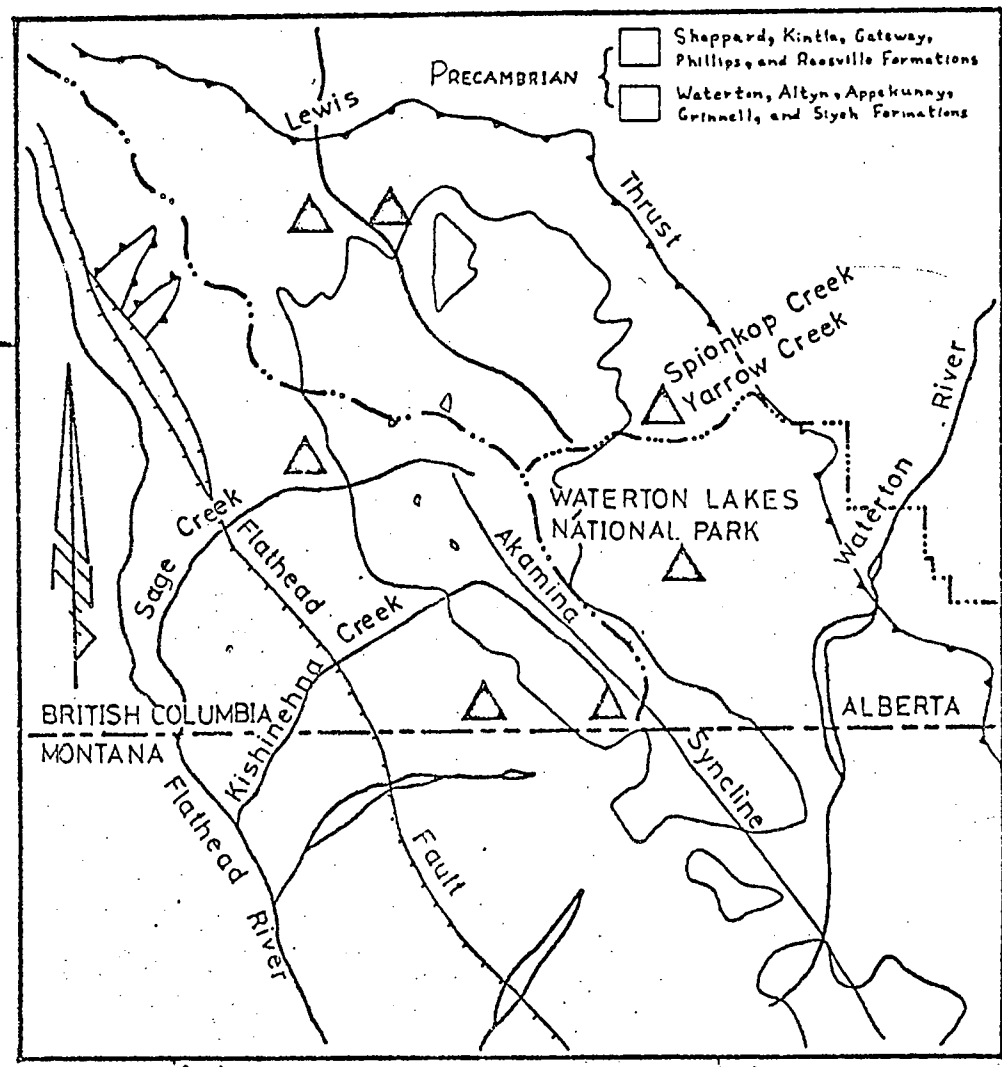 PRECAMBRIAN
Sheppard, Kintla, Gateway,
Phillips, and Roosville Formations
Waterton, Altyn, Appekunny,
Grinnell, and Siyeh Formations
Lewis
Thrust
Spionkop Creek
Yarrow Creek
River
Waterton
WATERTON LAKES
NATIONAL PARK
Sage Creek
Flathead
Akamina
Kishinehna Creek
BRITISH COLUMBIA
ALBERTA
MONTANA
Syncline
Flathead
River
Fault